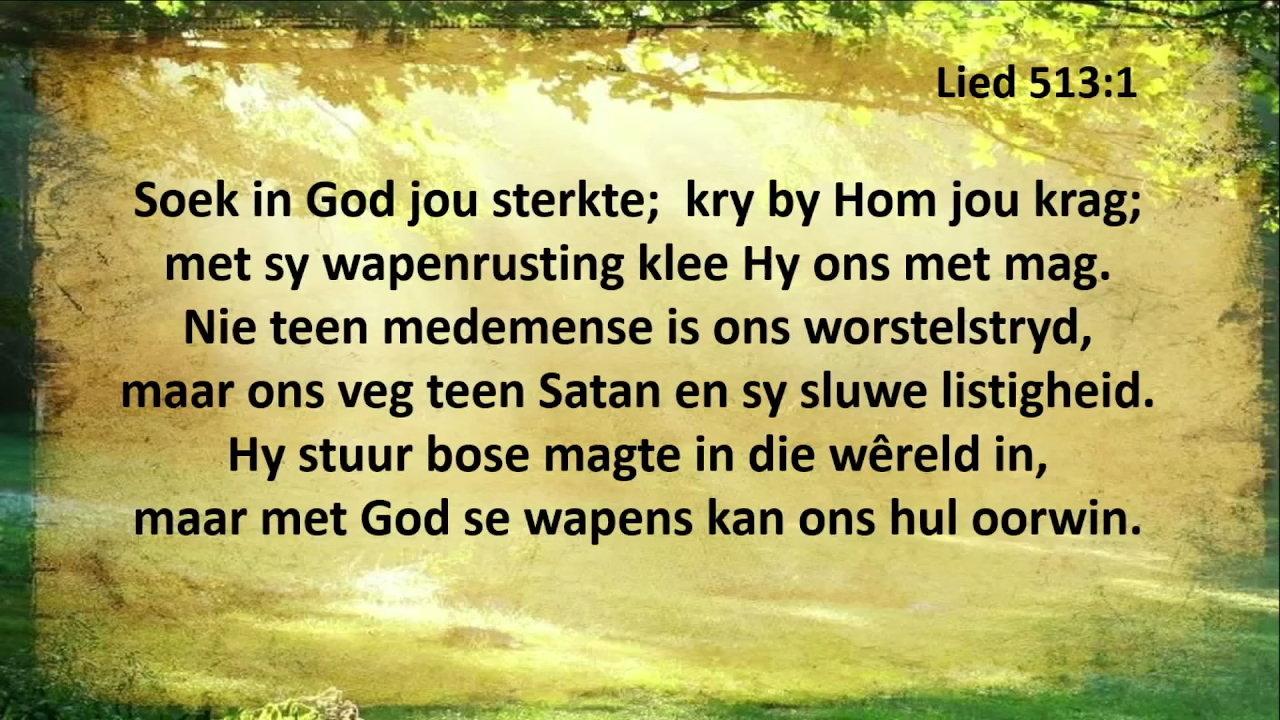 Lied 513:1
Soek in God jou sterkte;  kry by Hom jou krag;
met sy wapenrusting klee Hy ons met mag.
Nie teen medemense is ons worstelstryd,
maar ons veg teen Satan en sy sluwe listigheid.
Hy stuur bose magte in die wêreld in,
maar met God se wapens kan ons hul oorwin.